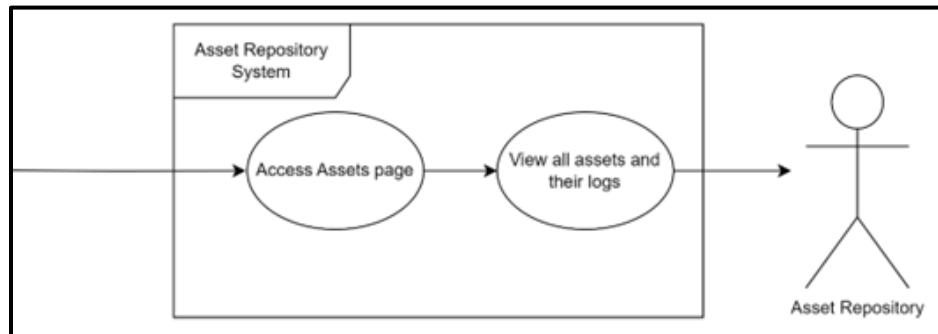 Asset Repository
System
Access Assets page
View all assets and
their logs
Asset Repository